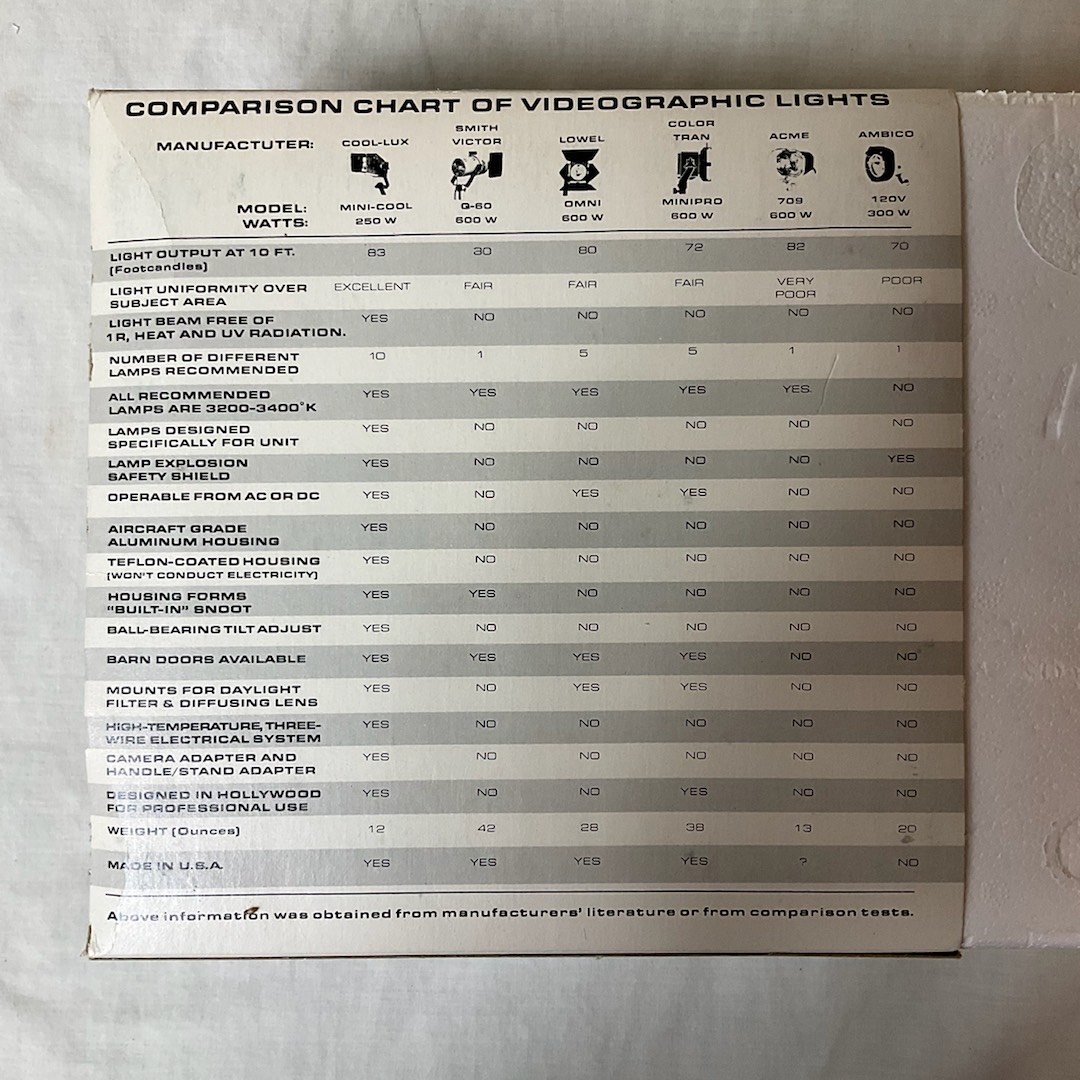 COMPARISON CHART OF VIDEOGRAPHIC LIGHTS
MANUFACTUTER: COOL-LUX SMITH VICTOR LOWEL COLOR TRAN ACME AMBICO
MODEL: MINI-COOL Q-60 OMNI MINIPRO 709 120V
WATTS: 250 W 600 W 600 W 600 W 600 W 300 W
LIGHT OUTPUT AT 10 FT. 83 30 80 72 82 70
(Footcandles)
LIGHT UNIFORMITY OVER EXCELLENT FAIR FAIR FAIR VERY POOR POOR
SUBJECT AREA
LIGHT BEAM FREE OF YES NO NO NO NO NO
1R, HEAT AND UV RADIATION.
NUMBER OF DIFFERENT 10 1 5 5 1 1
LAMPS RECOMMENDED
ALL RECOMMENDED YES YES YES YES YES NO
LAMPS ARE 3200-3400°K
LAMPS DESIGNED YES NO NO NO NO NO
SPECIFICALLY FOR UNIT
LAMP EXPLOSION YES NO NO NO NO YES
SAFETY SHIELD
OPERABLE FROM AC OR DC YES NO YES YES NO NO
AIRCRAFT GRADE YES NO NO NO NO NO
ALUMINUM HOUSING
TEFLON-COATED HOUSING YES NO NO NO NO NO
(WON'T CONDUCT ELECTRICITY)
HOUSING FORMS YES YES NO NO NO NO
"BUILT-IN" SNOOT
BALL-BEARING TILT ADJUST YES NO NO NO NO NO
BARN DOORS AVAILABLE YES YES YES YES NO NO
MOUNTS FOR DAYLIGHT YES NO YES YES NO NO
FILTER & DIFFUSING LENS
HIGH-TEMPERATURE, THREE- YES NO NO NO NO NO
WIRE ELECTRICAL SYSTEM
CAMERA ADAPTER AND YES NO NO NO NO NO
HANDLE/STAND ADAPTER
DESIGNED IN HOLLYWOOD YES NO NO YES NO NO
FOR PROFESSIONAL USE
WEIGHT (Ounces) 12 42 28 38 13 20
MADE IN U.S.A. YES YES YES YES ? NO
Above information was obtained from manufacturers' literature or from comparison tests.